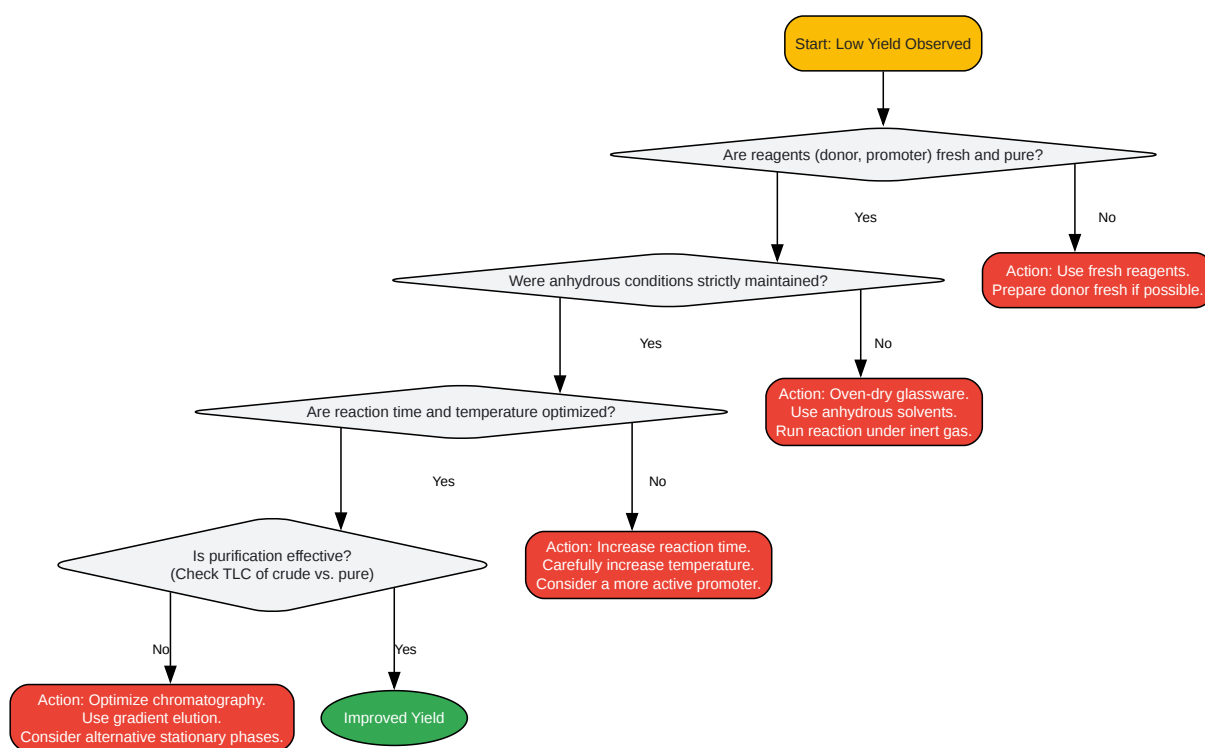 Start: Low Yield Observed
Are reagents (donor, promoter) fresh and pure?
Yes
No
Action: Use fresh reagents.
Prepare donor fresh if possible.
Were anhydrous conditions strictly maintained?
Yes
No
Action: Oven-dry glassware.
Use anhydrous solvents.
Run reaction under inert gas.
Are reaction time and temperature optimized?
Yes
No
Action: Increase reaction time.
Carefully increase temperature.
Consider a more active promoter.
Is purification effective?
(Check TLC of crude vs. pure)
No
Yes
Action: Optimize chromatography.
Use gradient elution.
Consider alternative stationary phases.
Improved Yield